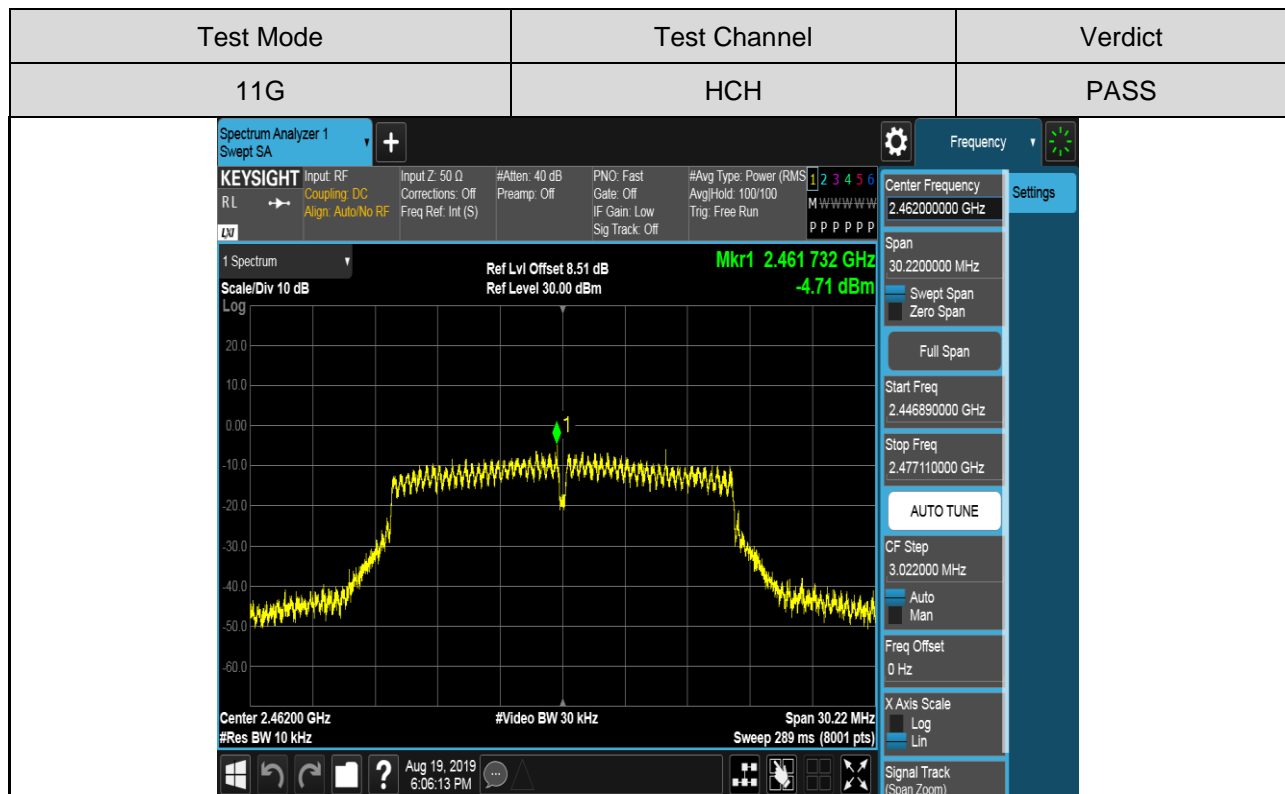 Test Mode Test Channel Verdict
11G HCH PASS
Spectrum Analyzer 1
Swept SA
+
Frequency
KEYSIGHT
RL
LXI
Input: RF
Coupling: DC
Align: Auto/No RF
Input Z: 50 Ω
Corrections: Off
Freq Ref: Int (S)
#Atten: 40 dB
Preamp: Off
PNO: Fast
Gate: Off
IF Gain: Low
Sig Track: Off
#Avg Type: Power (RMS
Avg|Hold: 100/100
Trig: Free Run
1 2 3 4 5 6
M W W W W W
P P P P P P
1 Spectrum
Scale/Div 10 dB
Ref Lvl Offset 8.51 dB
Ref Level 30.00 dBm
Mkr1 2.461 732 GHz
-4.71 dBm
Log
20.0
10.0
0.00
-10.0
-20.0
-30.0
-40.0
-50.0
-60.0
1
Center 2.46200 GHz
#Res BW 10 kHz
#Video BW 30 kHz
Span 30.22 MHz
Sweep 289 ms (8001 pts)
Center Frequency
2.462000000 GHz
Settings
Span
30.2200000 MHz
Swept Span
Zero Span
Full Span
Start Freq
2.446890000 GHz
Stop Freq
2.477110000 GHz
AUTO TUNE
CF Step
3.022000 MHz
Auto
Man
Freq Offset
0 Hz
X Axis Scale
Log
Lin
Signal Track
(Span Zoom)
?
Aug 19, 2019
6:06:13 PM